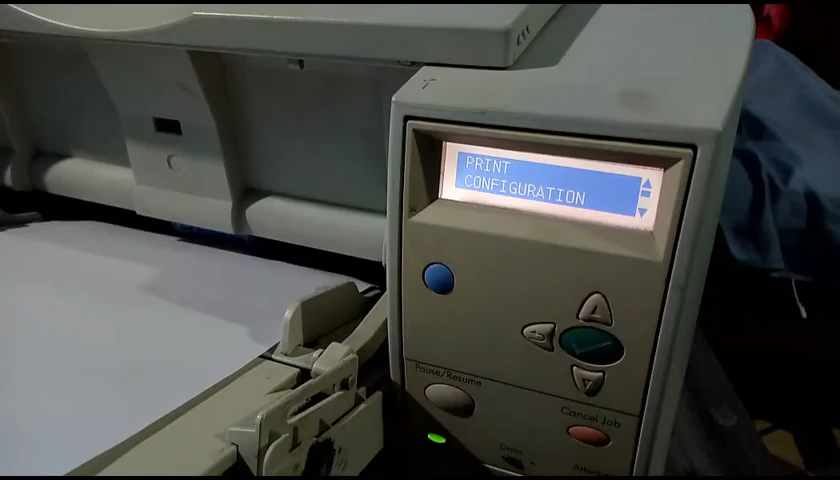 PRINT
CONFIGURATION
Pause/Resume
Cancel Job
Data